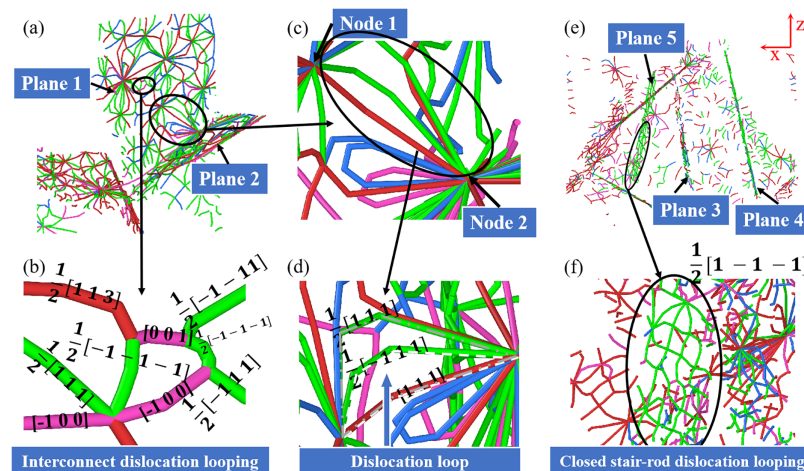 (a)
Plane 1
Plane 2
(c)
Node 1
Node 2
(e)
Plane 5
Z
X
Plane 3
Plane 4
(b)
1/2[1 1 3]
1/2[-1 - 11]
[0 0 1]
1/2[-1 -1 -1]
1/2[-1 - 1 - 1]
1/2[1 1 1]
[-1 0 0]
[-1 0 0]
1/2[-1 1 1]
Interconnect dislocation looping
(d)
1/2[1 1 1]
1/2[-1 1 1]
[1 1 1]
Dislocation loop
(f)
1/2[1 - 1 - 1]
Closed stair-rod dislocation looping